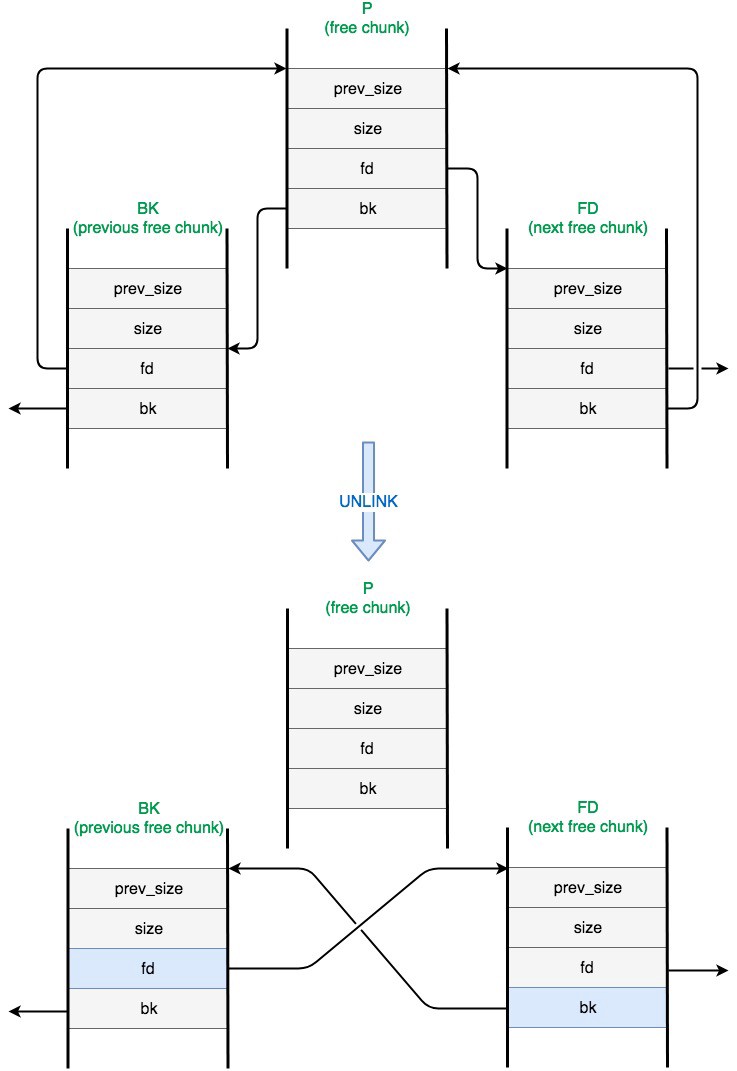 P
(free chunk)
prev_size
size
fd
bk
BK
(previous free chunk)
prev_size
size
fd
bk
FD
(next free chunk)
prev_size
size
fd
bk
UNLINK
P
(free chunk)
prev_size
size
fd
bk
BK
(previous free chunk)
prev_size
size
fd
bk
FD
(next free chunk)
prev_size
size
fd
bk